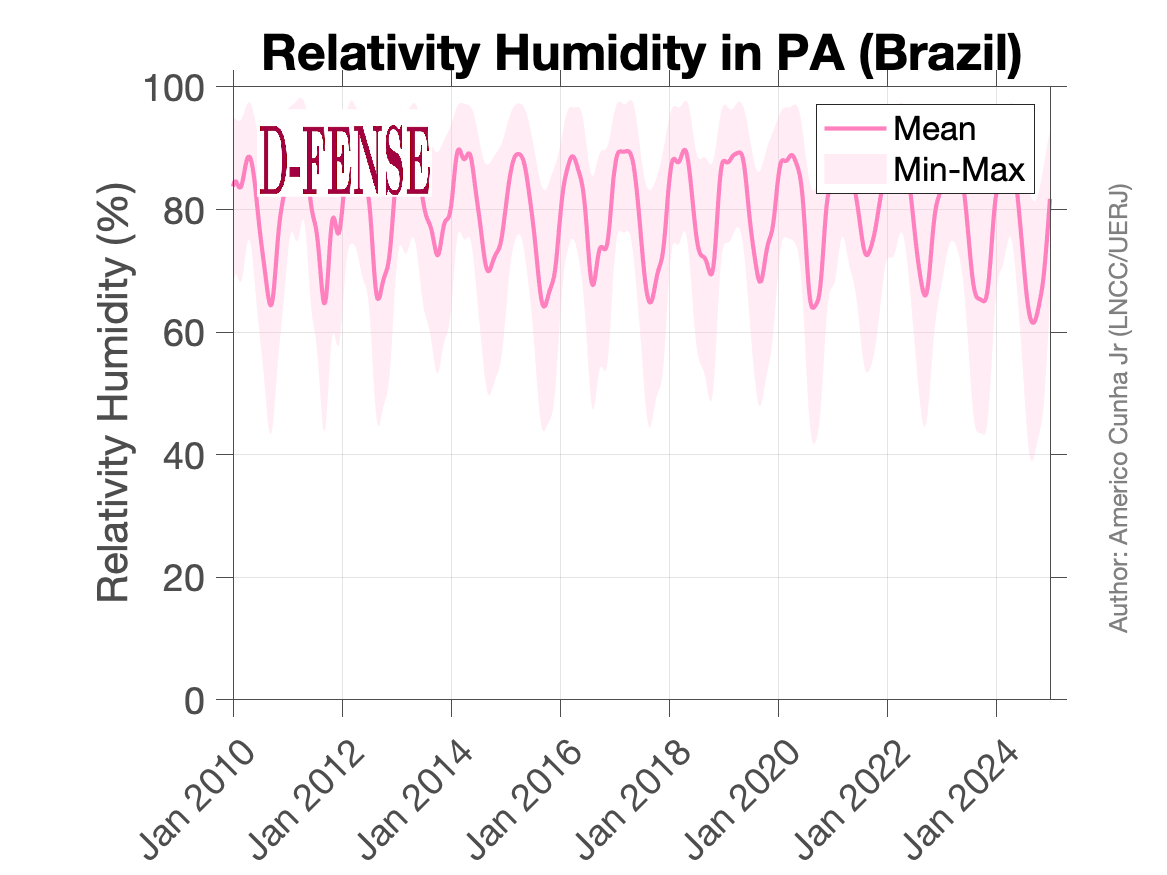 Relativity Humidity in PA (Brazil)
D-FENSE
Mean
Min-Max
Relativity Humidity (%)
100
80
60
40
20
0
Jan 2010
Jan 2012
Jan 2014
Jan 2016
Jan 2018
Jan 2020
Jan 2022
Jan 2024
Author: Americo Cunha Jr (LNCC/UERJ)